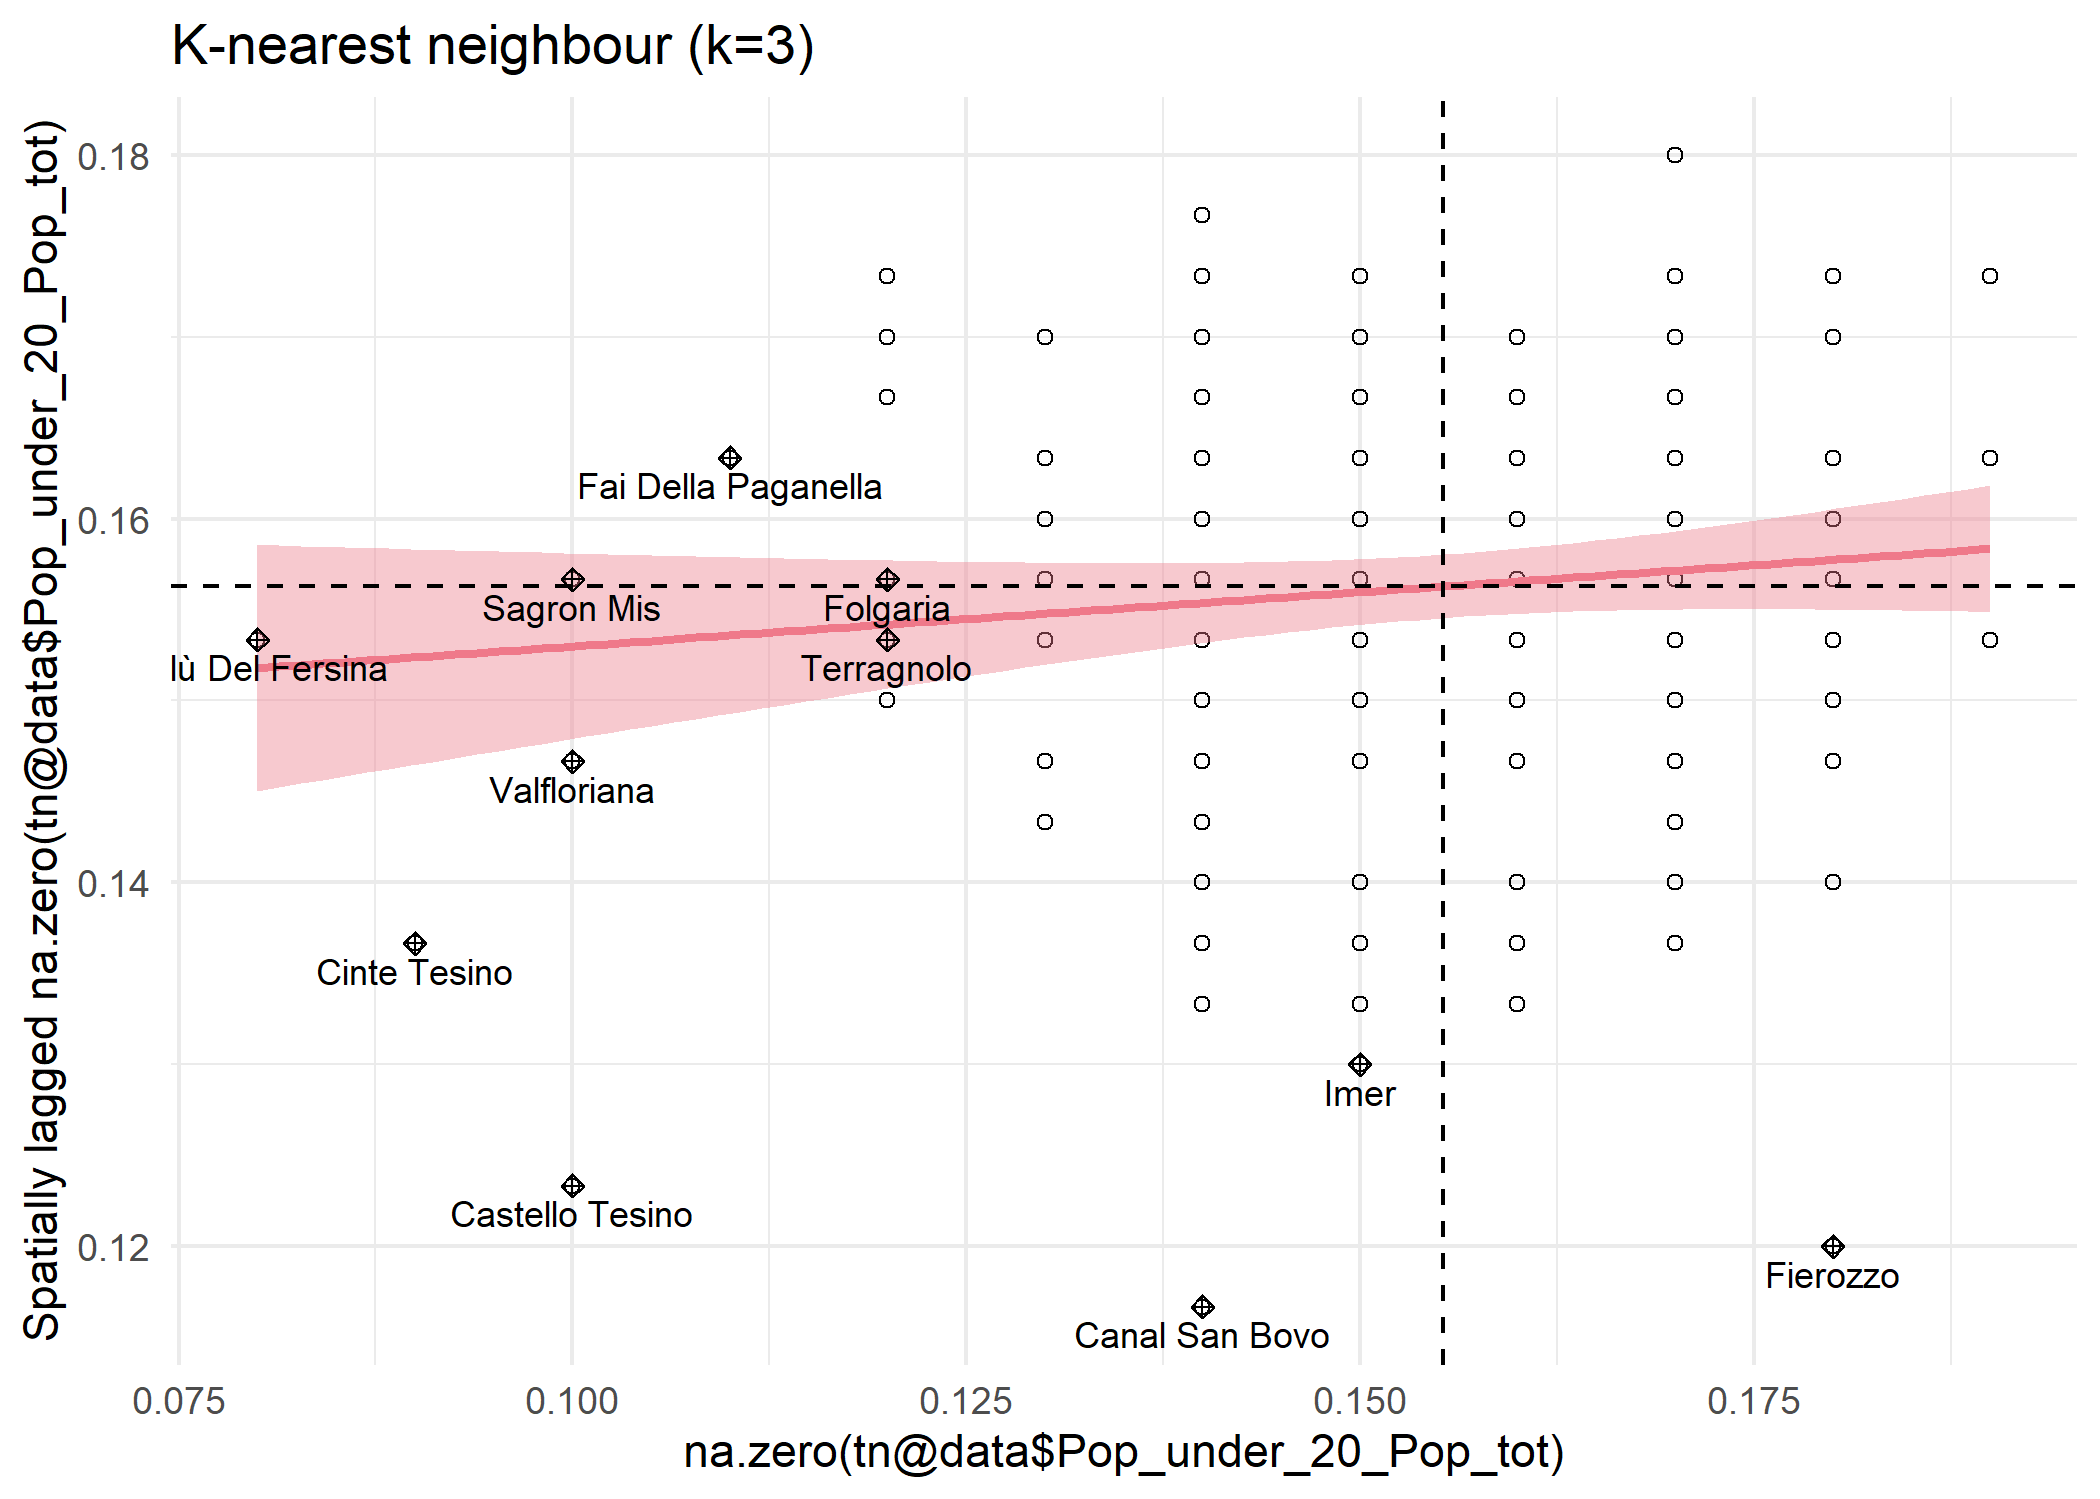 K-nearest neighbour (k=3)
Spatially lagged na.zero(tn@data$Pop_under_20_Pop_tot)
0.18
0.16
0.14
0.12
Fai Della Paganella
Sagron Mis
Folgaria
lù Del Fersina
Terragnolo
Valfloriana
Cinte Tesino
Imer
Castello Tesino
Fierozzo
Canal San Bovo
0.075
0.100
0.125
0.150
0.175
na.zero(tn@data$Pop_under_20_Pop_tot)